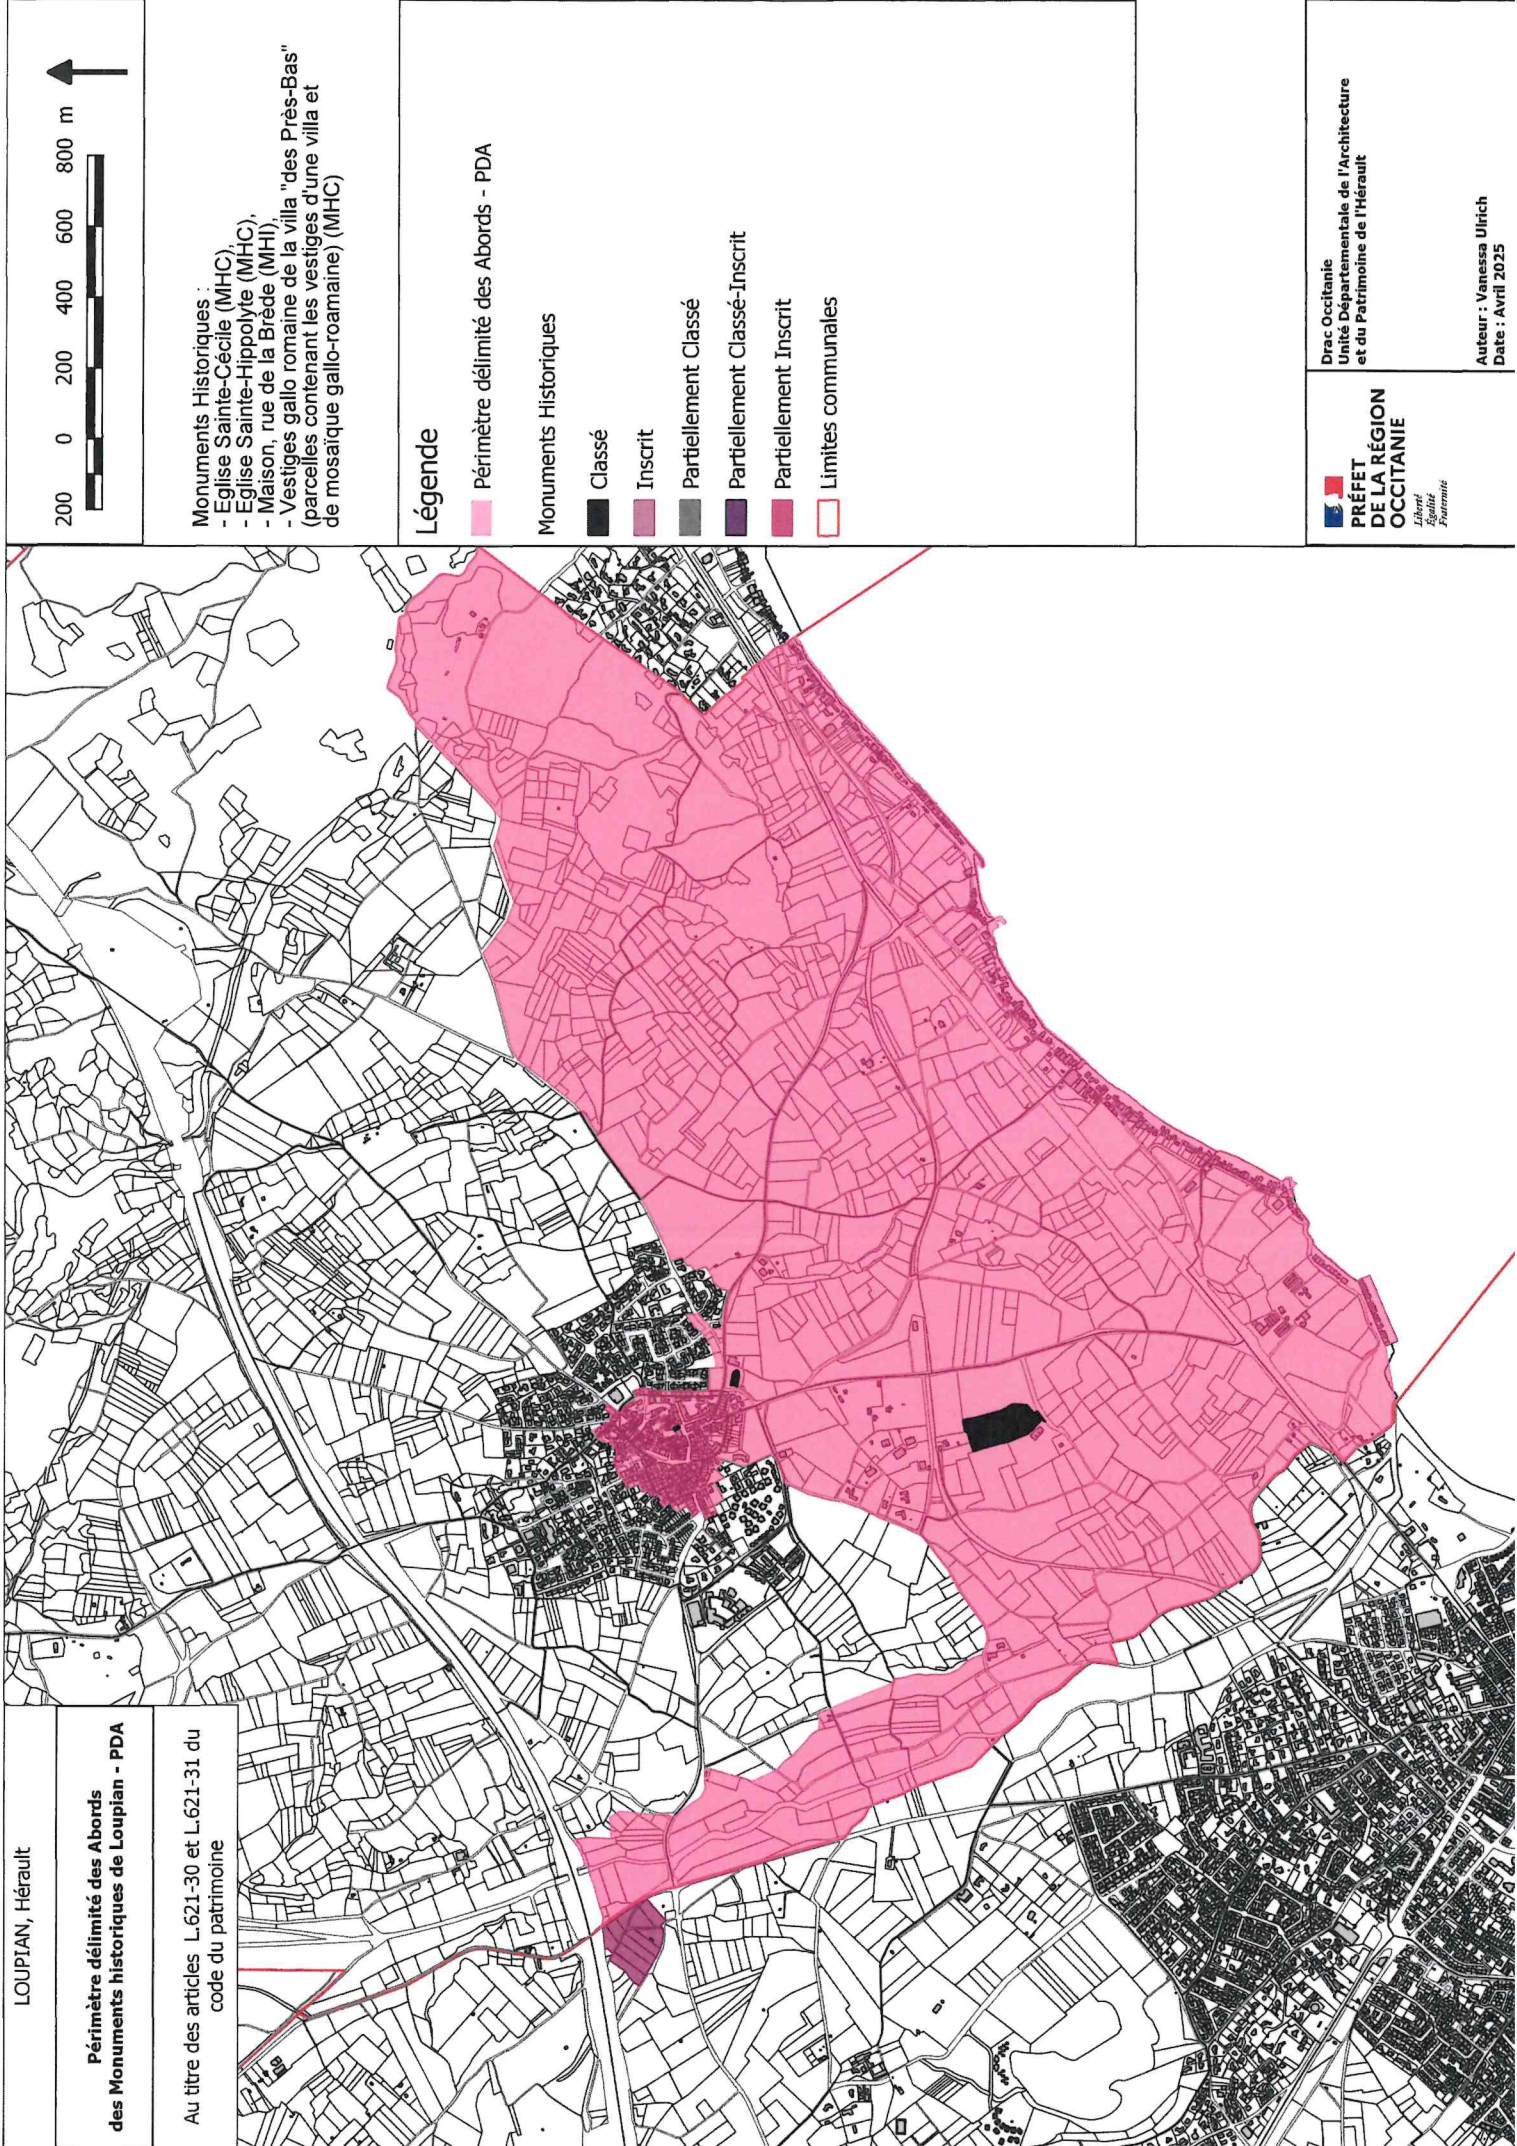 LOUPIAN, Hérault
Périmètre délimité des Abords
des Monuments historiques de Loupian - PDA
Au titre des articles L.621-30 et L.621-31 du
code du patrimoine
200 0 200 400 600 800 m
Monuments Historiques :
- Eglise Sainte-Cécile (MHC),
- Eglise Sainte-Hippolyte (MHC),
- Maison, rue de la Brède (MHI),
- Vestiges gallo romaine de la villa "des Près-Bas"
(parcelles contenant les vestiges d'une villa et
de mosaïque gallo-roamaine) (MHC)
Légende
Périmètre délimité des Abords - PDA
Monuments Historiques
Classé
Inscrit
Partiellement Classé
Partiellement Classé-Inscrit
Partiellement Inscrit
Limites communales
PRÉFET
DE LA RÉGION
OCCITANIE
Liberté
Égalité
Fraternité
Drac Occitanie
Unité Départementale de l'Architecture
et du Patrimoine de l'Hérault
Auteur : Vanessa Ulrich
Date : Avril 2025